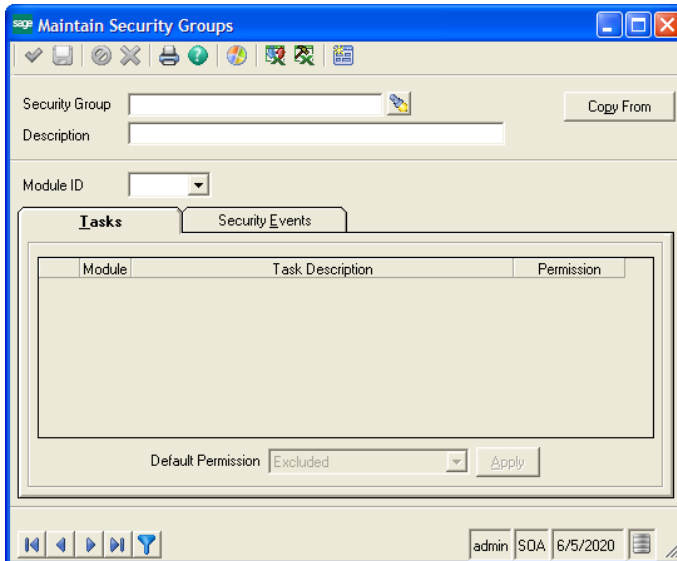 sage Maintain Security Groups
Security Group
Copy From
Description
Module ID
Tasks Security Events
Module Task Description Permission
Default Permission Excluded Apply
admin SOA 6/5/2020